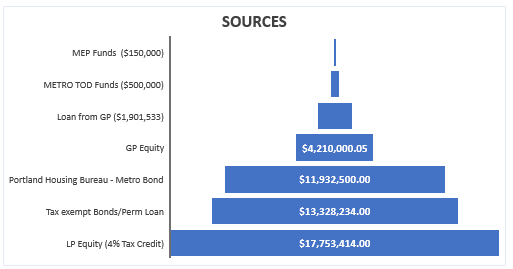 SOURCES
MEP Funds ($150,000)
METRO TOD Funds ($500,000)
Loan from GP ($1,901,533)
GP Equity
$4,210,000.05
Portland Housing Bureau - Metro Bond
$11,932,500.00
Tax exempt Bonds/Perm Loan
$13,328,234.00
LP Equity (4% Tax Credit)
$17,753,414.00